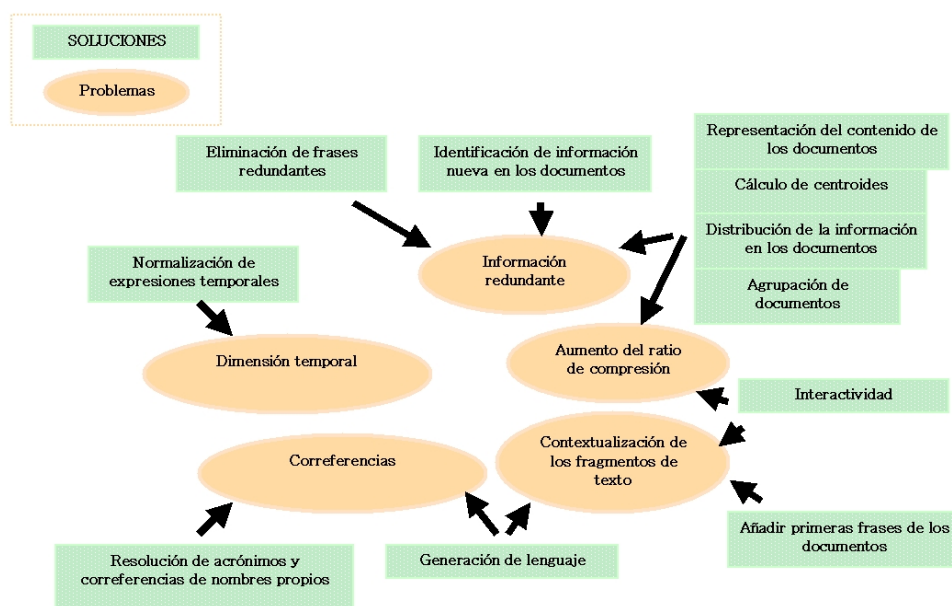 SOLUCIONES
Problemas
Eliminación de frases
redundantes
Identificación de información
nueva en los documentos
Representación del contenido de
los documentos
Cálculo de centroides
Distribución de la información
en los documentos
Agrupación de
documentos
Normalización de
expresiones temporales
Información
redundante
Dimensión temporal
Aumento del ratio
de compresión
Interactividad
Correferencias
Contextualización de
los fragmentos de
texto
Resolución de acrónimos y
correferencias de nombres propios
Generación de lenguaje
Añadir primeras frases de los
documentos